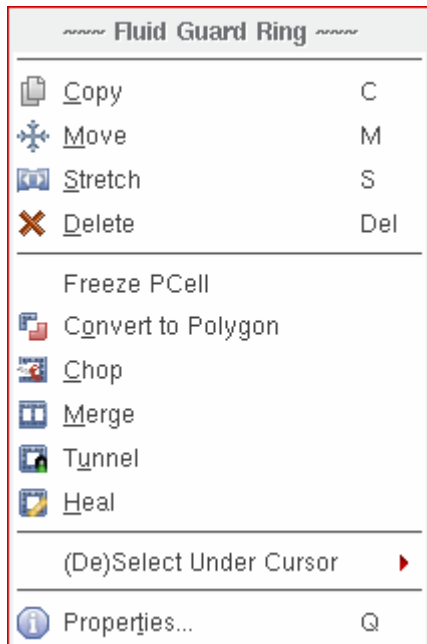 ~~~ Fluid Guard Ring ~~~
Copy C
Move M
Stretch S
Delete Del
Freeze PCell
Convert to Polygon
Chop
Merge
Tunnel
Heal
(De)Select Under Cursor
Properties... Q